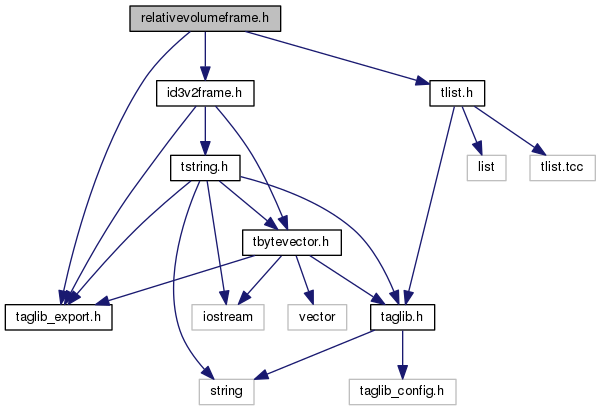 relativevolumeframe.h
id3v2frame.h
tlist.h
tstring.h
list
tlist.tcc
tbytevector.h
taglib_export.h
iostream
vector
taglib.h
string
taglib_config.h